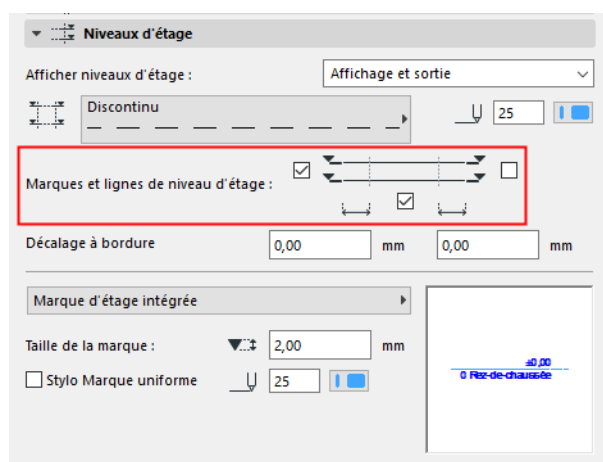 Niveaux d'étage
Afficher niveaux d'étage :
Affichage et sortie
Discontinu
25
Marques et lignes de niveau d'étage :
Décalage à bordure
0,00
mm
0,00
mm
Marque d'étage intégrée
Taille de la marque :
2,00
mm
Stylo Marque uniforme
25
±0,00
0 Rez-de-chaussée